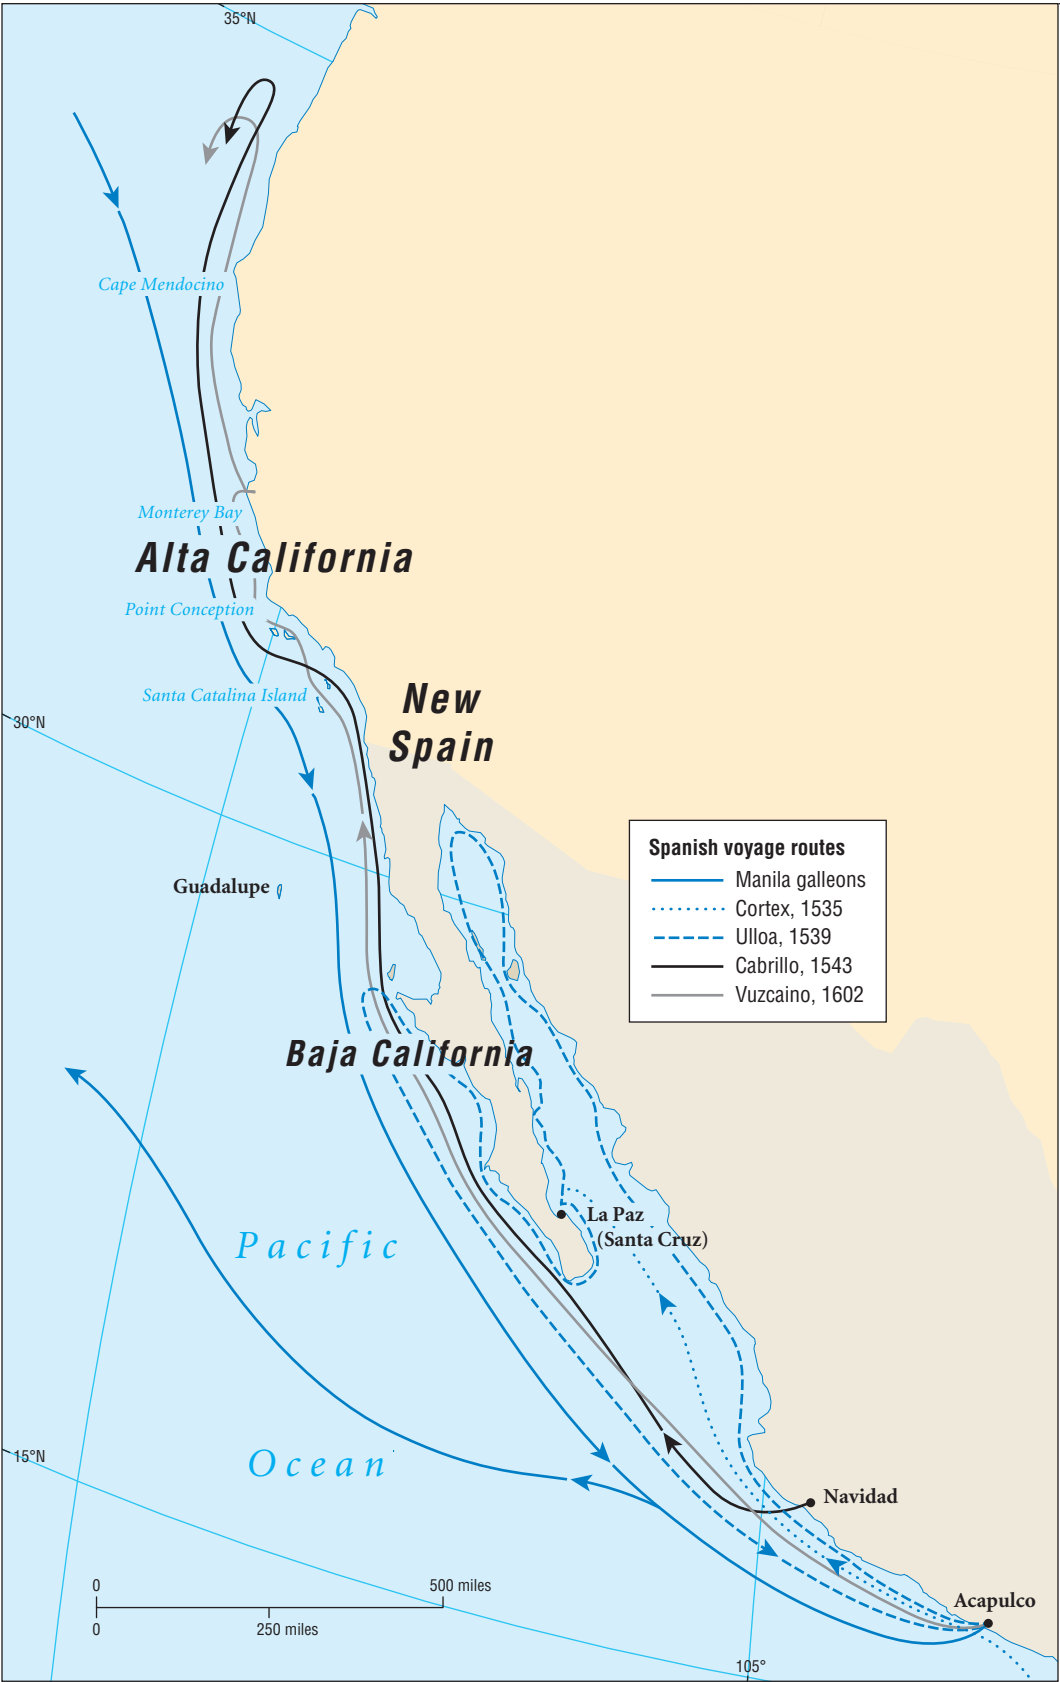 35°N
Cape Mendocino
Monterey Bay
Alta California
Point Conception
Santa Catalina Island
New
Spain
30°N
Guadalupe
Spanish voyage routes
Manila galleons
Cortex, 1535
Ulloa, 1539
Cabrillo, 1543
Vuzcaino, 1602
Baja California
La Paz
(Santa Cruz)
Pacific
Ocean
15°N
Navidad
0
500 miles
0
250 miles
Acapulco
105°